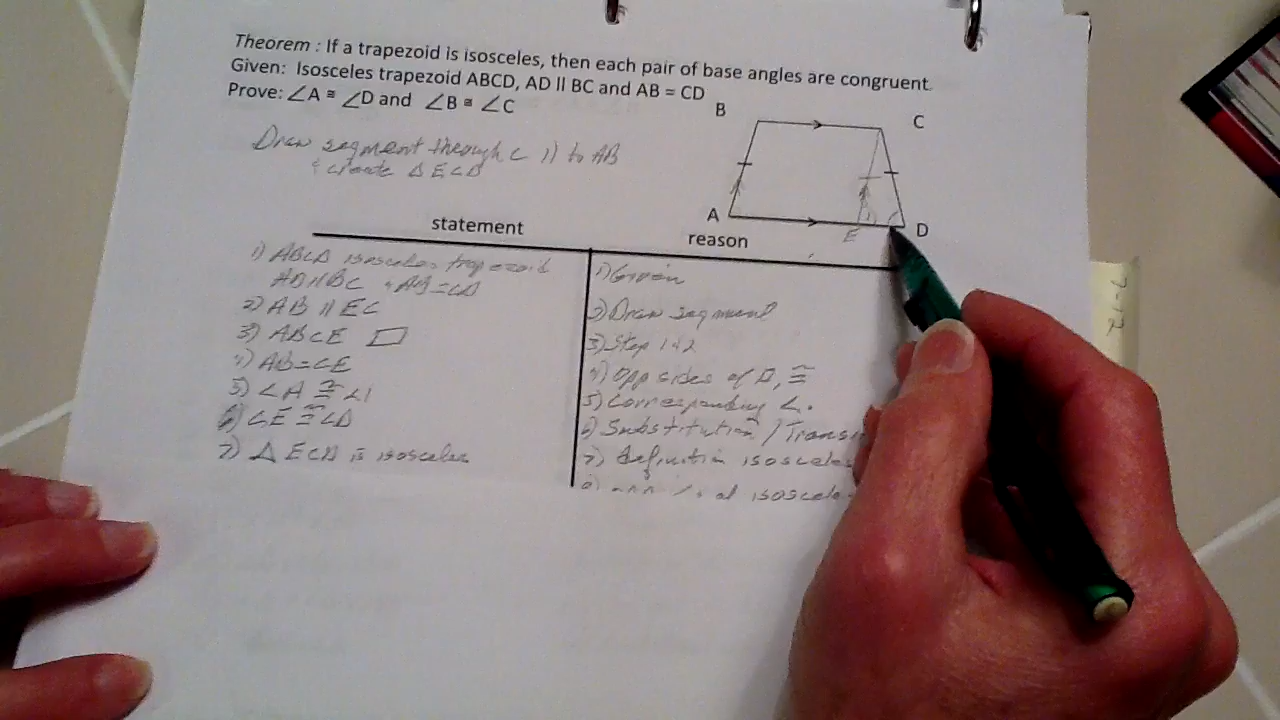 Theorem : If a trapezoid is isosceles, then each pair of base angles are congruent.
Given: Isosceles trapezoid ABCD, AD ll BC and AB = CD
Prove: ∠A ≅ ∠D and ∠B ≅ ∠C
B
C
Draw segment through C || to AB
& create △ ECD
A
E
1
D
statement
reason
1) ABCD isosceles trapezoid
AD || BC & AB = CD
2) AB || EC
3) ABCE ▱
4) AB = CE
5) ∠A ≅ ∠1
6) ∠E ≅ ∠D
7) △ ECD is isosceles
1) Given
2) Draw segment
3) Step 1 & 2
4) Opp sides of ▱, ≅
5) Corresponding ∠.
6) Substitution / Transi
7) Definition isosceles
isosceles